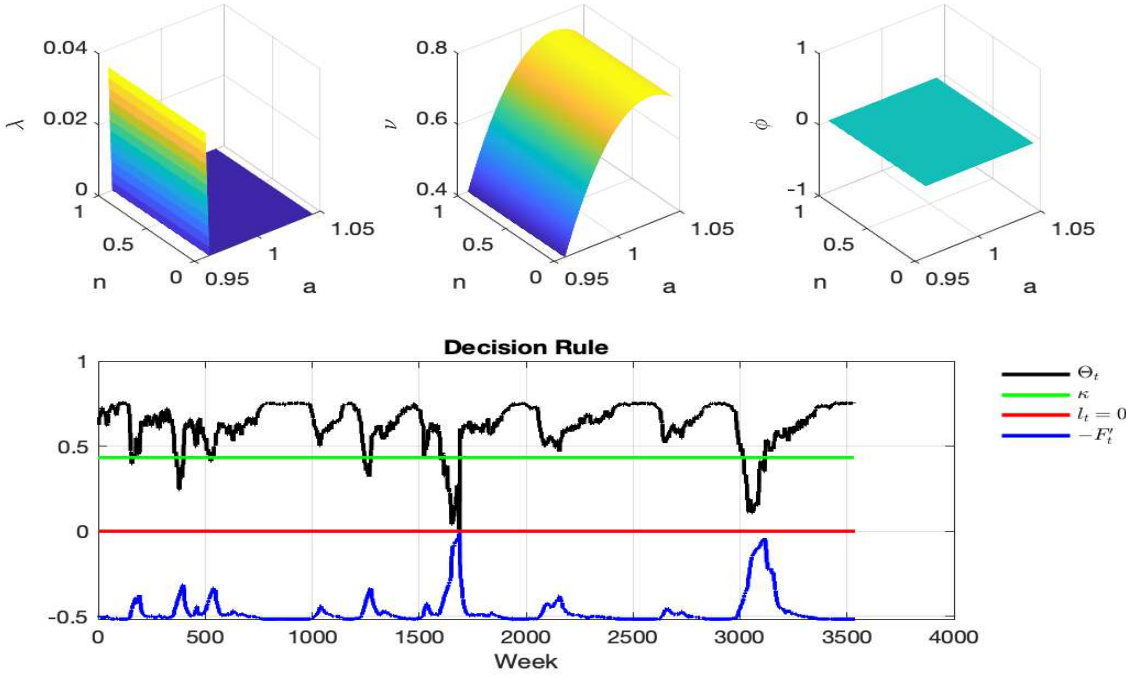 0.04
0.02
0
λ
1
0.5
0
n
0.95
1
1.05
a
0.8
0.6
0.4
ν
1
0.5
0
n
0.95
1
1.05
a
1
0
-1
ϕ
1
0.5
0
n
0.95
1
1.05
a
Decision Rule
1
0.5
0
-0.5
0
500
1000
1500
2000
2500
3000
3500
4000
Week
Θ_t
κ
l_t = 0
−F′_t